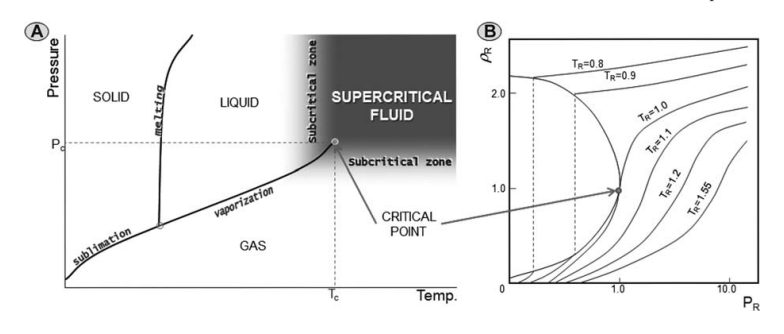 A
Pressure
SOLID
melting
LIQUID
Subcritical zone
SUPERCRITICAL
FLUID
Pc
Subcritical zone
sublimation
vaporization
GAS
CRITICAL
POINT
Tc
Temp.
B
ρR
TR=0.8
TR=0.9
2.0
TR=1.0
TR=1.1
TR=1.2
TR=1.55
1.0
0
1.0
10.0
PR